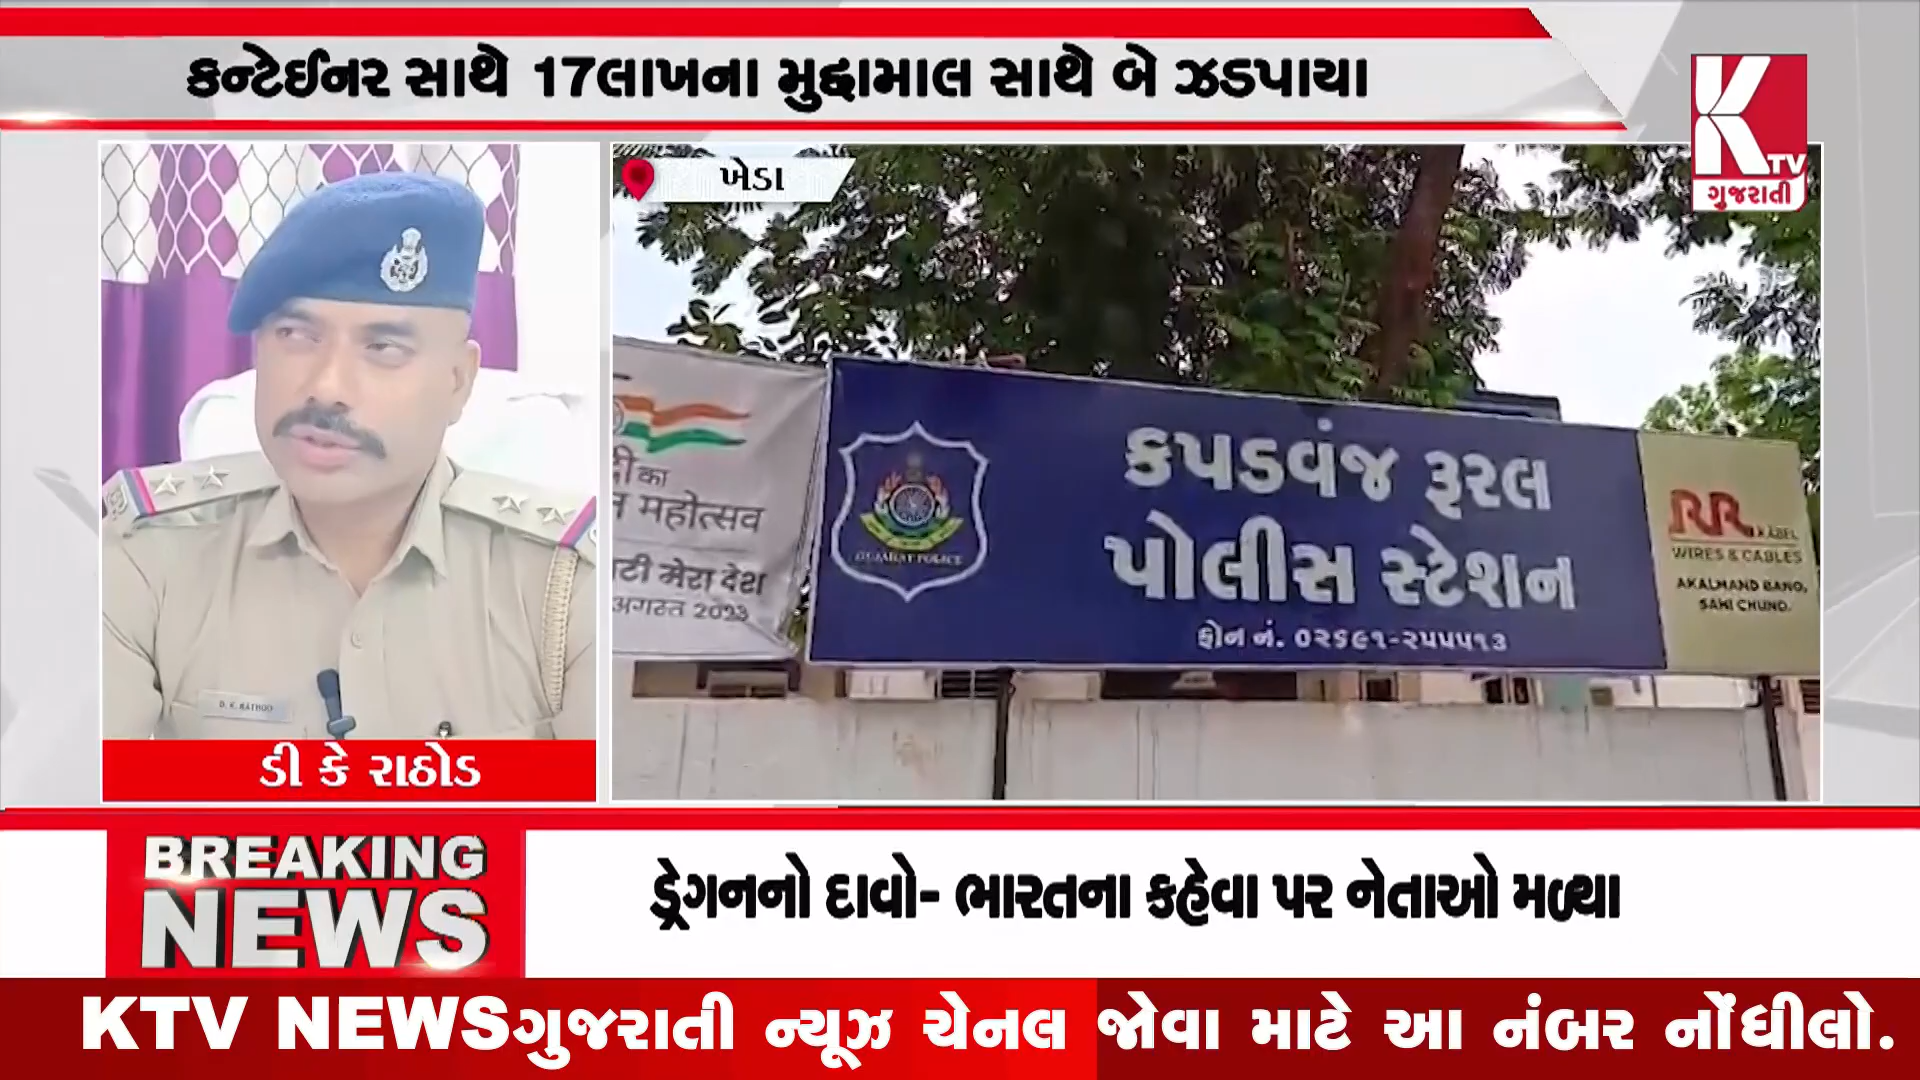 કન્ટેઈનર સાથે 17લાખના મુદ્દામાલ સાથે બે ઝડપાયા
KTV
ગુજરાતી
ખેડા
का
महोत्सव
मेरा देश
अगस्त 2023
GUJARAT POLICE
કપડવંજ રૂરલ
પોલીસ સ્ટેશન
ફોન નં. ૦૨૬૯૧-૨૫૫૫૧૩
RR KABEL
WIRES & CABLES
AKALMAND BANO,
SAHI CHUNO.
D. K. RATHOD
ડી કે રાઠોડ
BREAKING
NEWS
ડ્રેગનનો દાવો- ભારતના કહેવા પર નેતાઓ મળ્યા
KTV NEWSગુજરાતી ન્યૂઝ ચેનલ જોવા માટે આ નંબર નોંધીલો.